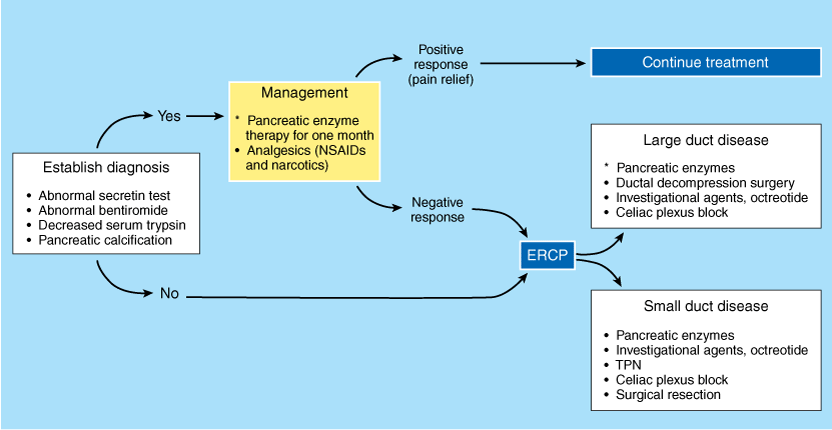 Establish diagnosis
• Abnormal secretin test
• Abnormal bentiromide
• Decreased serum trypsin
• Pancreatic calcification
Yes
No
Management
* Pancreatic enzyme
therapy for one month
• Analgesics (NSAIDs
and narcotics)
Positive
response
(pain relief)
Negative
response
Continue treatment
ERCP
Large duct disease
* Pancreatic enzymes
• Ductal decompression surgery
• Investigational agents, octreotide
• Celiac plexus block
Small duct disease
• Pancreatic enzymes
• Investigational agents, octreotide
• TPN
• Celiac plexus block
• Surgical resection